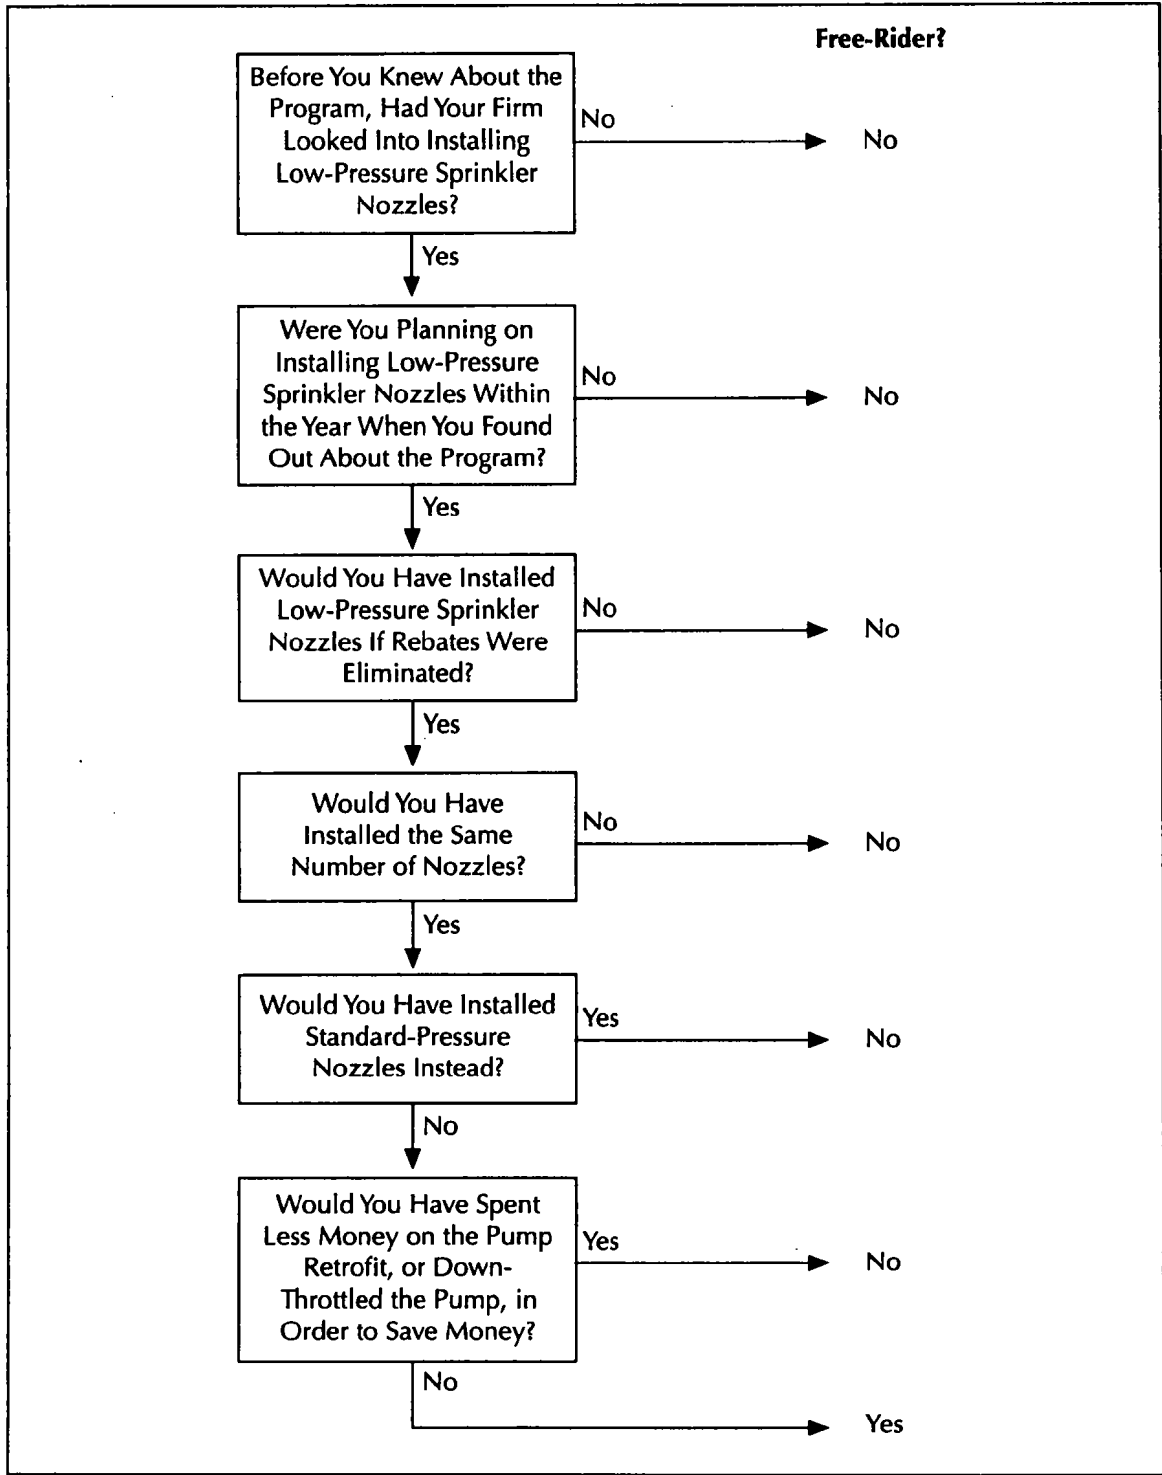 Free-Rider?
Before You Knew About the
Program, Had Your Firm
Looked Into Installing
Low-Pressure Sprinkler
Nozzles?
No
No
Yes
Were You Planning on
Installing Low-Pressure
Sprinkler Nozzles Within
the Year When You Found
Out About the Program?
No
No
Yes
Would You Have Installed
Low-Pressure Sprinkler
Nozzles If Rebates Were
Eliminated?
No
No
Yes
Would You Have
Installed the Same
Number of Nozzles?
No
No
Yes
Would You Have Installed
Standard-Pressure
Nozzles Instead?
Yes
No
No
Would You Have Spent
Less Money on the Pump
Retrofit, or Down-
Throttled the Pump, in
Order to Save Money?
Yes
No
No
Yes